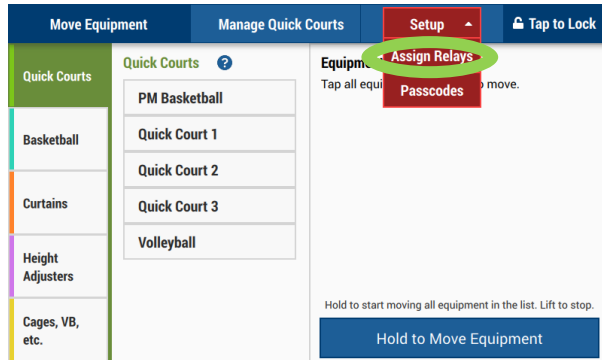 Move Equipment
Manage Quick Courts
Setup
Tap to Lock
Assign Relays
Passcodes
Quick Courts
Basketball
Curtains
Height
Adjusters
Cages, VB,
etc.
Quick Courts ?
PM Basketball
Quick Court 1
Quick Court 2
Quick Court 3
Volleyball
Tap all move.
Hold to start moving all equipment in the list. Lift to stop.
Hold to Move Equipment